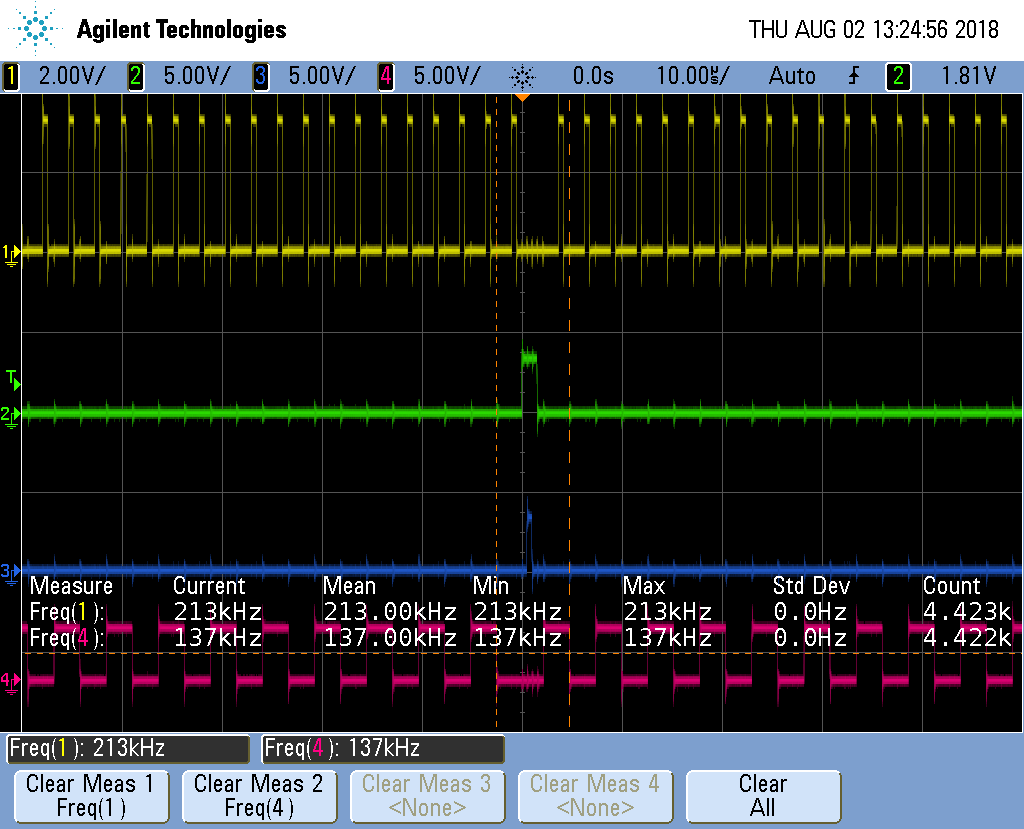 Agilent Technologies
THU AUG 02 13:24:56 2018
1 2.00V/ 2 5.00V/ 3 5.00V/ 4 5.00V/ 0.0s 10.00㎲/ Auto 2 1.81V
1
T
2
3
Measure Current Mean Min Max Std Dev Count
Freq(1): 213kHz 213.00kHz 213kHz 213kHz 0.0Hz 4.423k
Freq(4): 137kHz 137.00kHz 137kHz 137kHz 0.0Hz 4.422k
4
Freq(1): 213kHz Freq(4): 137kHz
Clear Meas 1 Clear Meas 2 Clear Meas 3 Clear Meas 4 Clear
Freq(1) Freq(4) <None> <None> All